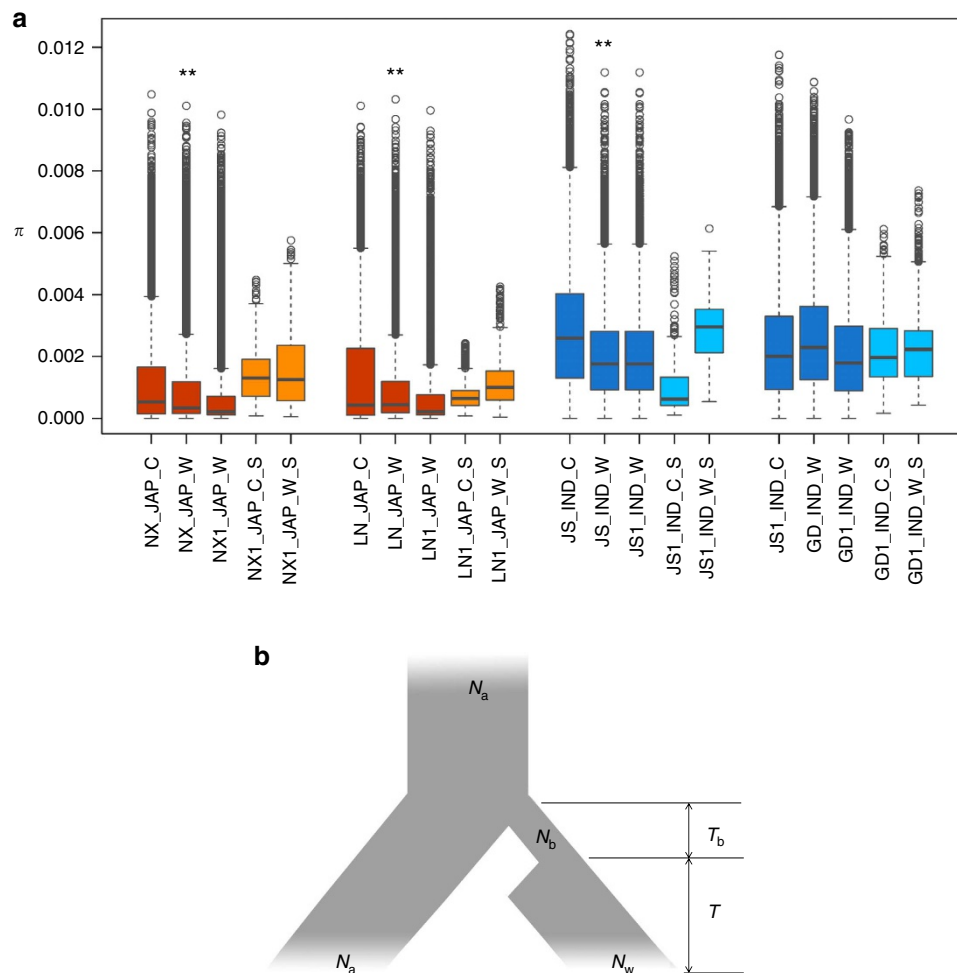 a
0.012
0.010
0.008
0.006
0.004
0.002
0.000
π
**
**
**
NX_JAP_C
NX_JAP_W
NX1_JAP_W
NX1_JAP_C_S
NX1_JAP_W_S
LN_JAP_C
LN_JAP_W
LN1_JAP_W
LN1_JAP_C_S
LN1_JAP_W_S
JS_IND_C
JS_IND_W
JS1_IND_W
JS1_IND_C_S
JS1_IND_W_S
JS1_IND_C
GD_IND_W
GD1_IND_W
GD1_IND_C_S
GD1_IND_W_S
b
Na
Nb
Tb
T
Na
Nw